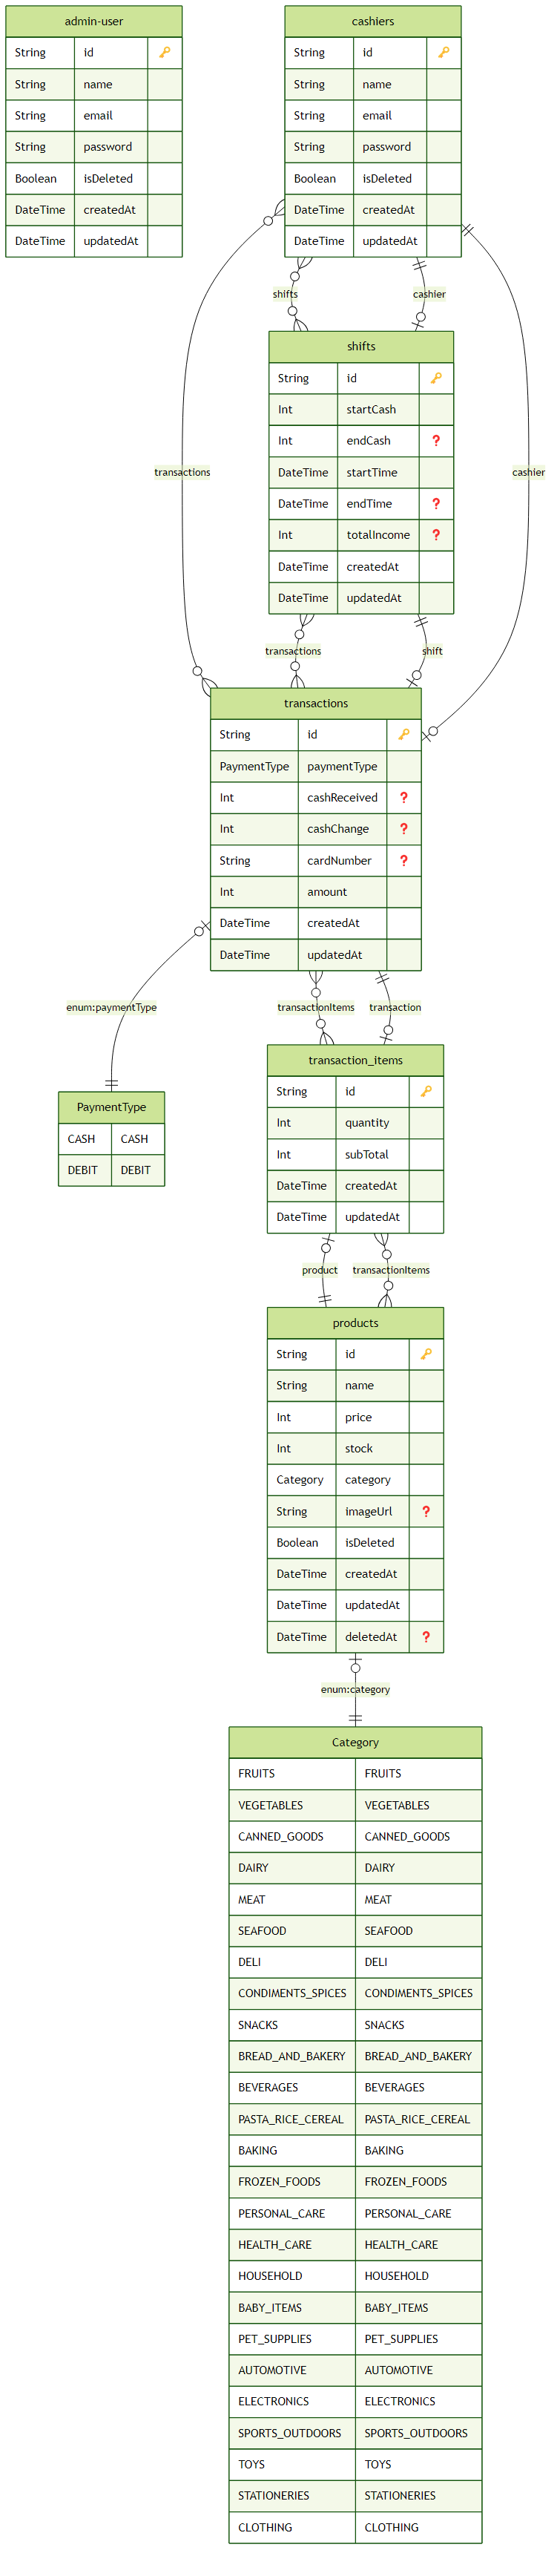 admin-user
String id 🔑
String name
String email
String password
Boolean isDeleted
DateTime createdAt
DateTime updatedAt
cashiers
String id 🔑
String name
String email
String password
Boolean isDeleted
DateTime createdAt
DateTime updatedAt
shifts
cashier
shifts
String id 🔑
Int startCash
Int endCash ❓
DateTime startTime
DateTime endTime ❓
Int totalIncome ❓
DateTime createdAt
DateTime updatedAt
transactions
cashier
transactions
shift
transactions
String id 🔑
PaymentType paymentType
Int cashReceived ❓
Int cashChange ❓
String cardNumber ❓
Int amount
DateTime createdAt
DateTime updatedAt
enum:paymentType
transactionItems
transaction
PaymentType
CASH CASH
DEBIT DEBIT
transaction_items
String id 🔑
Int quantity
Int subTotal
DateTime createdAt
DateTime updatedAt
product
transactionItems
products
String id 🔑
String name
Int price
Int stock
Category category
String imageUrl ❓
Boolean isDeleted
DateTime createdAt
DateTime updatedAt
DateTime deletedAt ❓
enum:category
Category
FRUITS FRUITS
VEGETABLES VEGETABLES
CANNED_GOODS CANNED_GOODS
DAIRY DAIRY
MEAT MEAT
SEAFOOD SEAFOOD
DELI DELI
CONDIMENTS_SPICES CONDIMENTS_SPICES
SNACKS SNACKS
BREAD_AND_BAKERY BREAD_AND_BAKERY
BEVERAGES BEVERAGES
PASTA_RICE_CEREAL PASTA_RICE_CEREAL
BAKING BAKING
FROZEN_FOODS FROZEN_FOODS
PERSONAL_CARE PERSONAL_CARE
HEALTH_CARE HEALTH_CARE
HOUSEHOLD HOUSEHOLD
BABY_ITEMS BABY_ITEMS
PET_SUPPLIES PET_SUPPLIES
AUTOMOTIVE AUTOMOTIVE
ELECTRONICS ELECTRONICS
SPORTS_OUTDOORS SPORTS_OUTDOORS
TOYS TOYS
STATIONERIES STATIONERIES
CLOTHING CLOTHING